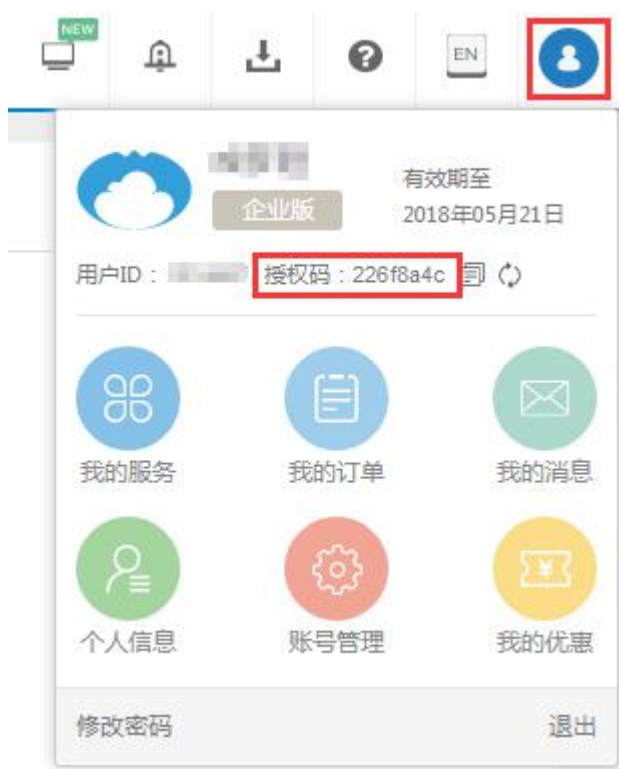 NEW
EN
企业版
有效期至
2018年05月21日
用户ID： 授权码：226f8a4c
我的服务 我的订单 我的消息
个人信息 账号管理 我的优惠
修改密码 退出